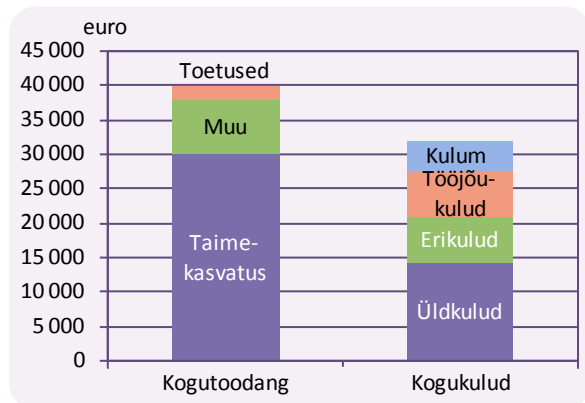 euro
45 000
40 000
35 000
30 000
25 000
20 000
15 000
10 000
5 000
0
Toetused
Muu
Taime-
kasvatus
Kulum
Tööjõu-
kulud
Erikulud
Üldkulud
Kogutoodang
Kogukulud